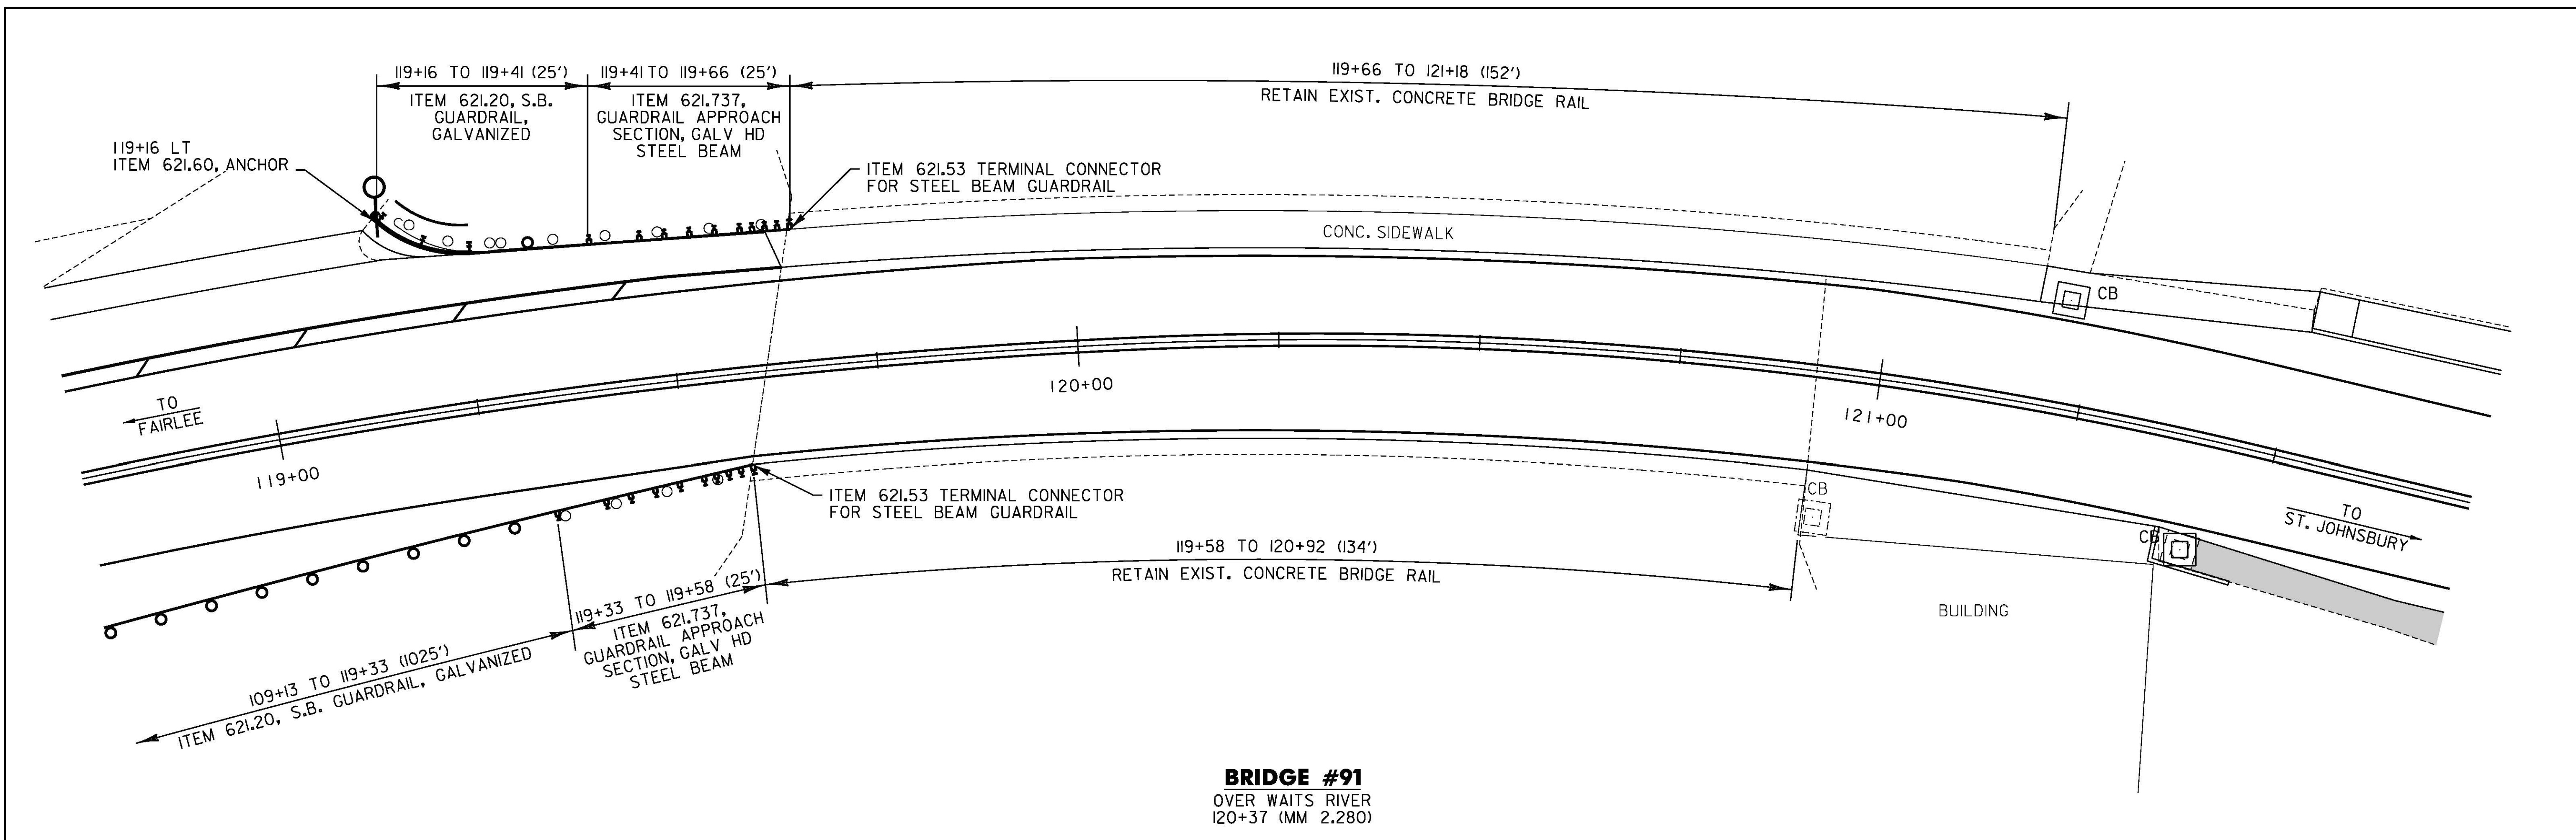 119+16 TO 119+41 (25')
ITEM 621.20, S.B.
GUARDRAIL,
GALVANIZED
119+41 TO 119+66 (25')
ITEM 621.737,
GUARDRAIL APPROACH
SECTION, GALV HD
STEEL BEAM
119+66 TO 121+18 (152')
RETAIN EXIST. CONCRETE BRIDGE RAIL
119+16 LT
ITEM 621.60, ANCHOR
ITEM 621.53 TERMINAL CONNECTOR
FOR STEEL BEAM GUARDRAIL
CONC. SIDEWALK
CB
TO
FAIRLEE
119+00
120+00
121+00
TO
ST. JOHNSBURY
ITEM 621.53 TERMINAL CONNECTOR
FOR STEEL BEAM GUARDRAIL
CB
CB
119+58 TO 120+92 (134')
RETAIN EXIST. CONCRETE BRIDGE RAIL
BUILDING
119+33 TO 119+58 (25')
ITEM 621.737,
GUARDRAIL APPROACH
SECTION, GALV HD
STEEL BEAM
109+13 TO 119+33 (1025')
ITEM 621.20, S.B. GUARDRAIL, GALVANIZED
BRIDGE #91
OVER WAITS RIVER
120+37 (MM 2.280)